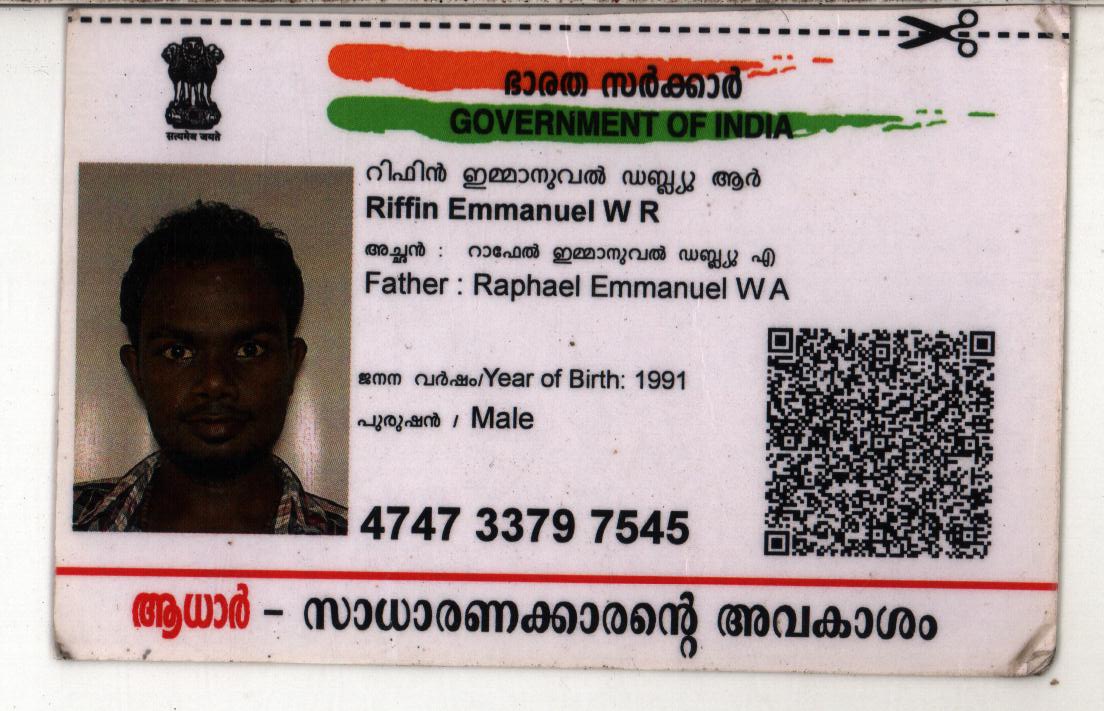 सत्यमेव जयते
ഭാരത സർക്കാർ
GOVERNMENT OF INDIA
റിഫിൻ ഇമ്മാനുവൽ ഡബ്ല്യു ആർ
Riffin Emmanuel W R
അച്ഛൻ : റാഫേൽ ഇമ്മാനുവൽ ഡബ്ല്യു എ
Father : Raphael Emmanuel W A
ജനന വർഷം/Year of Birth: 1991
പുരുഷൻ / Male
4747 3379 7545
ആധാർ – സാധാരണക്കാരന്റെ അവകാശം